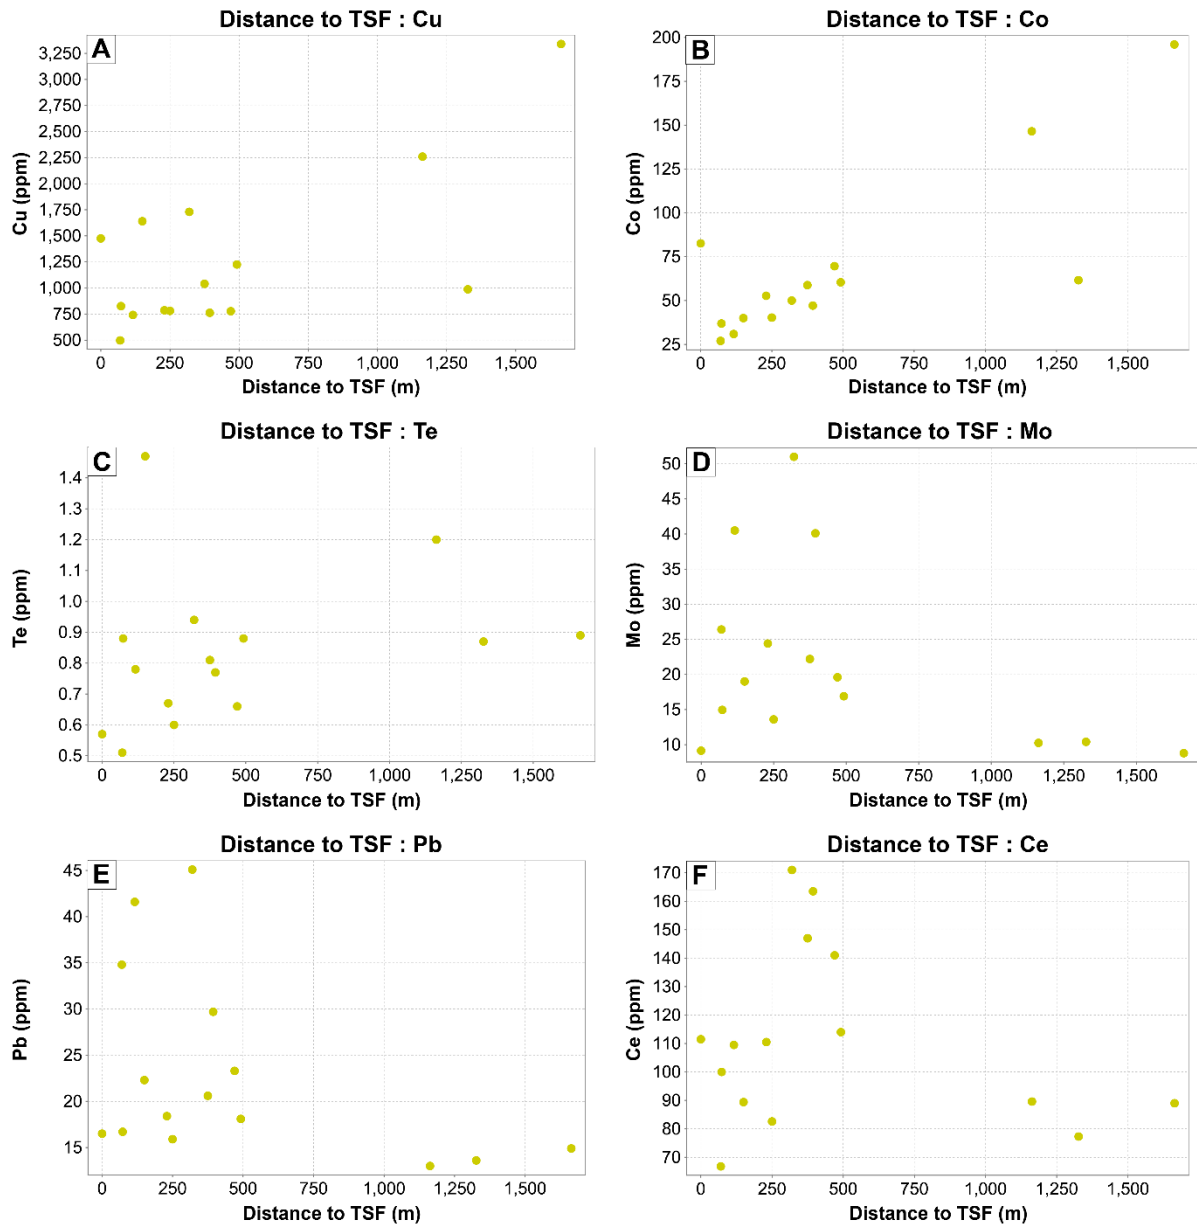 Distance to TSF : Cu
A
3,250
3,000
2,750
2,500
2,250
2,000
1,750
1,500
1,250
1,000
750
500
Cu (ppm)
0 250 500 750 1,000 1,250 1,500
Distance to TSF (m)
Distance to TSF : Co
B
200
175
150
125
100
75
50
25
Co (ppm)
0 250 500 750 1,000 1,250 1,500
Distance to TSF (m)
Distance to TSF : Te
C
1.4
1.3
1.2
1.1
1.0
0.9
0.8
0.7
0.6
0.5
Te (ppm)
0 250 500 750 1,000 1,250 1,500
Distance to TSF (m)
Distance to TSF : Mo
D
50
45
40
35
30
25
20
15
10
Mo (ppm)
0 250 500 750 1,000 1,250 1,500
Distance to TSF (m)
Distance to TSF : Pb
E
45
40
35
30
25
20
15
Pb (ppm)
0 250 500 750 1,000 1,250 1,500
Distance to TSF (m)
Distance to TSF : Ce
F
170
160
150
140
130
120
110
100
90
80
70
Ce (ppm)
0 250 500 750 1,000 1,250 1,500
Distance to TSF (m)